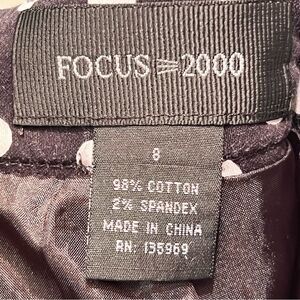 FOCUS 2000
8
98% COTTON
2% SPANDEX
MADE IN CHINA
RN: 135969